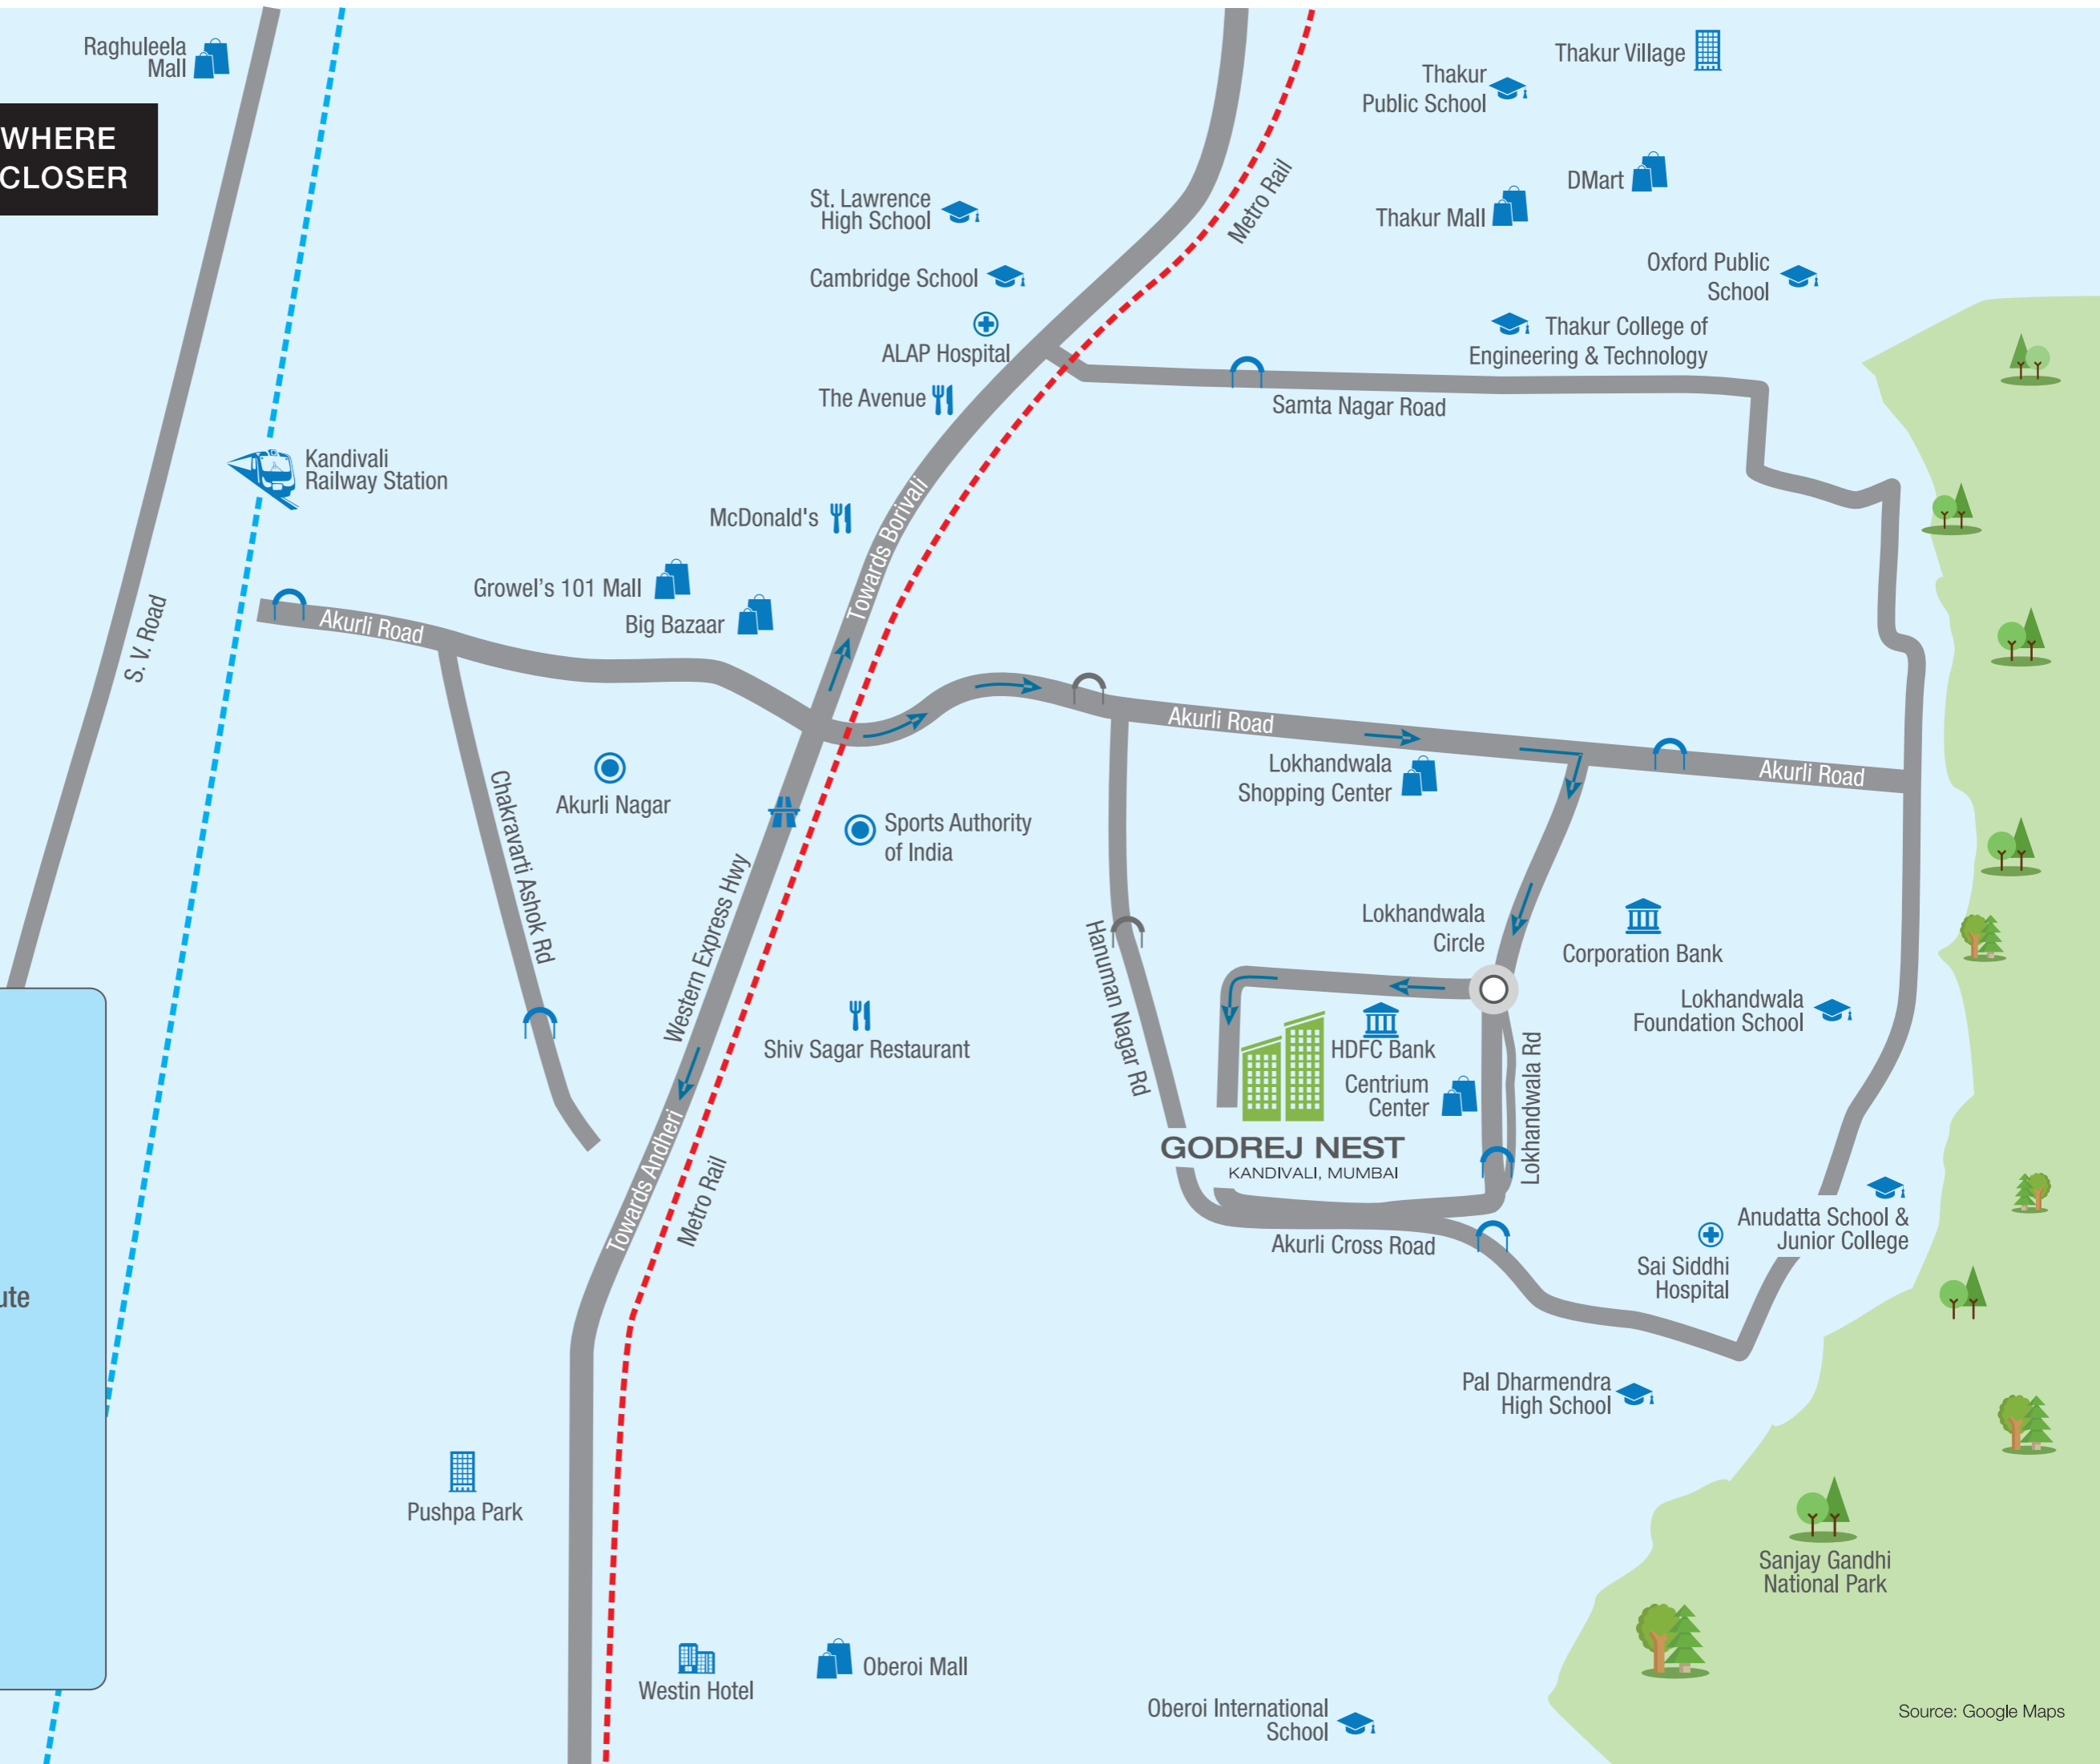 Raghuleela
Mall
WHERE
CLOSER
Thakur Village
Thakur
Public School
DMart
Thakur Mall
Metro Rail
St. Lawrence
High School
Cambridge School
Oxford Public
School
ALAP Hospital
Thakur College of
Engineering & Technology
The Avenue
Samta Nagar Road
Kandivali
Railway Station
McDonald's
Towards Borivali
Growel's 101 Mall
Big Bazaar
Akurli Road
S. V. Road
Akurli Road
Akurli Road
Lokhandwala
Shopping Center
Akurli Nagar
Chakravarti Ashok Rd
Sports Authority
of India
Western Express Hwy
Hanuman Nagar Rd
Lokhandwala
Circle
Corporation Bank
Lokhandwala
Foundation School
Shiv Sagar Restaurant
HDFC Bank
Centrium
Center
Lokhandwala Rd
GODREJ NEST
KANDIVALI, MUMBAI
Towards Andheri
Metro Rail
Akurli Cross Road
Anudatta School &
Junior College
Sai Siddhi
Hospital
ute
Pal Dharmendra
High School
Pushpa Park
Sanjay Gandhi
National Park
Westin Hotel
Oberoi Mall
Oberoi International
School
Source: Google Maps